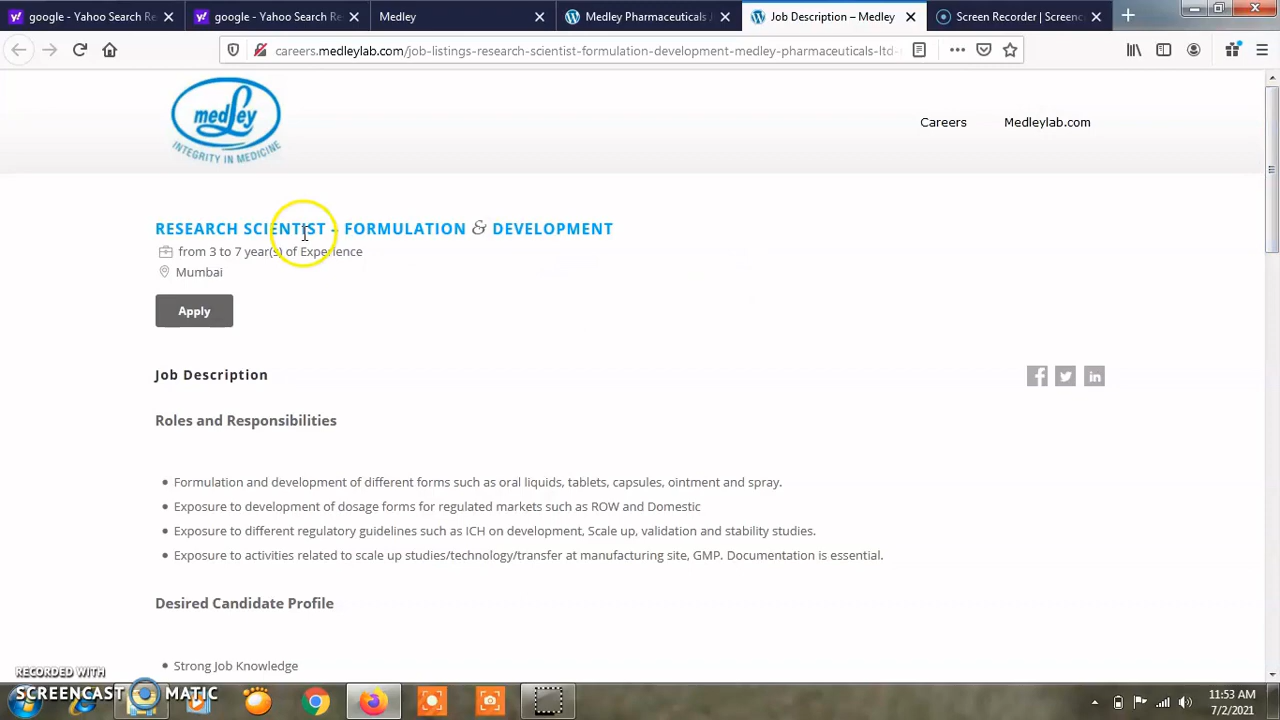 google - Yahoo Search Re
google - Yahoo Search Re
Medley
Medley Pharmaceuticals
Job Description – Medley
Screen Recorder | Screenc
careers.medleylab.com/job-listings-research-scientist-formulation-development-medley-pharmaceuticals-ltd-
medley
INTEGRITY IN MEDICINE
Careers
Medleylab.com
RESEARCH SCIENTIST – FORMULATION & DEVELOPMENT
from 3 to 7 year(s) of Experience
Mumbai
Apply
Job Description
Roles and Responsibilities
Formulation and development of different forms such as oral liquids, tablets, capsules, ointment and spray.
Exposure to development of dosage forms for regulated markets such as ROW and Domestic
Exposure to different regulatory guidelines such as ICH on development, Scale up, validation and stability studies.
Exposure to activities related to scale up studies/technology/transfer at manufacturing site, GMP. Documentation is essential.
Desired Candidate Profile
Strong Job Knowledge
RECORDED WITH
SCREENCAST MATIC
11:53 AM
7/2/2021